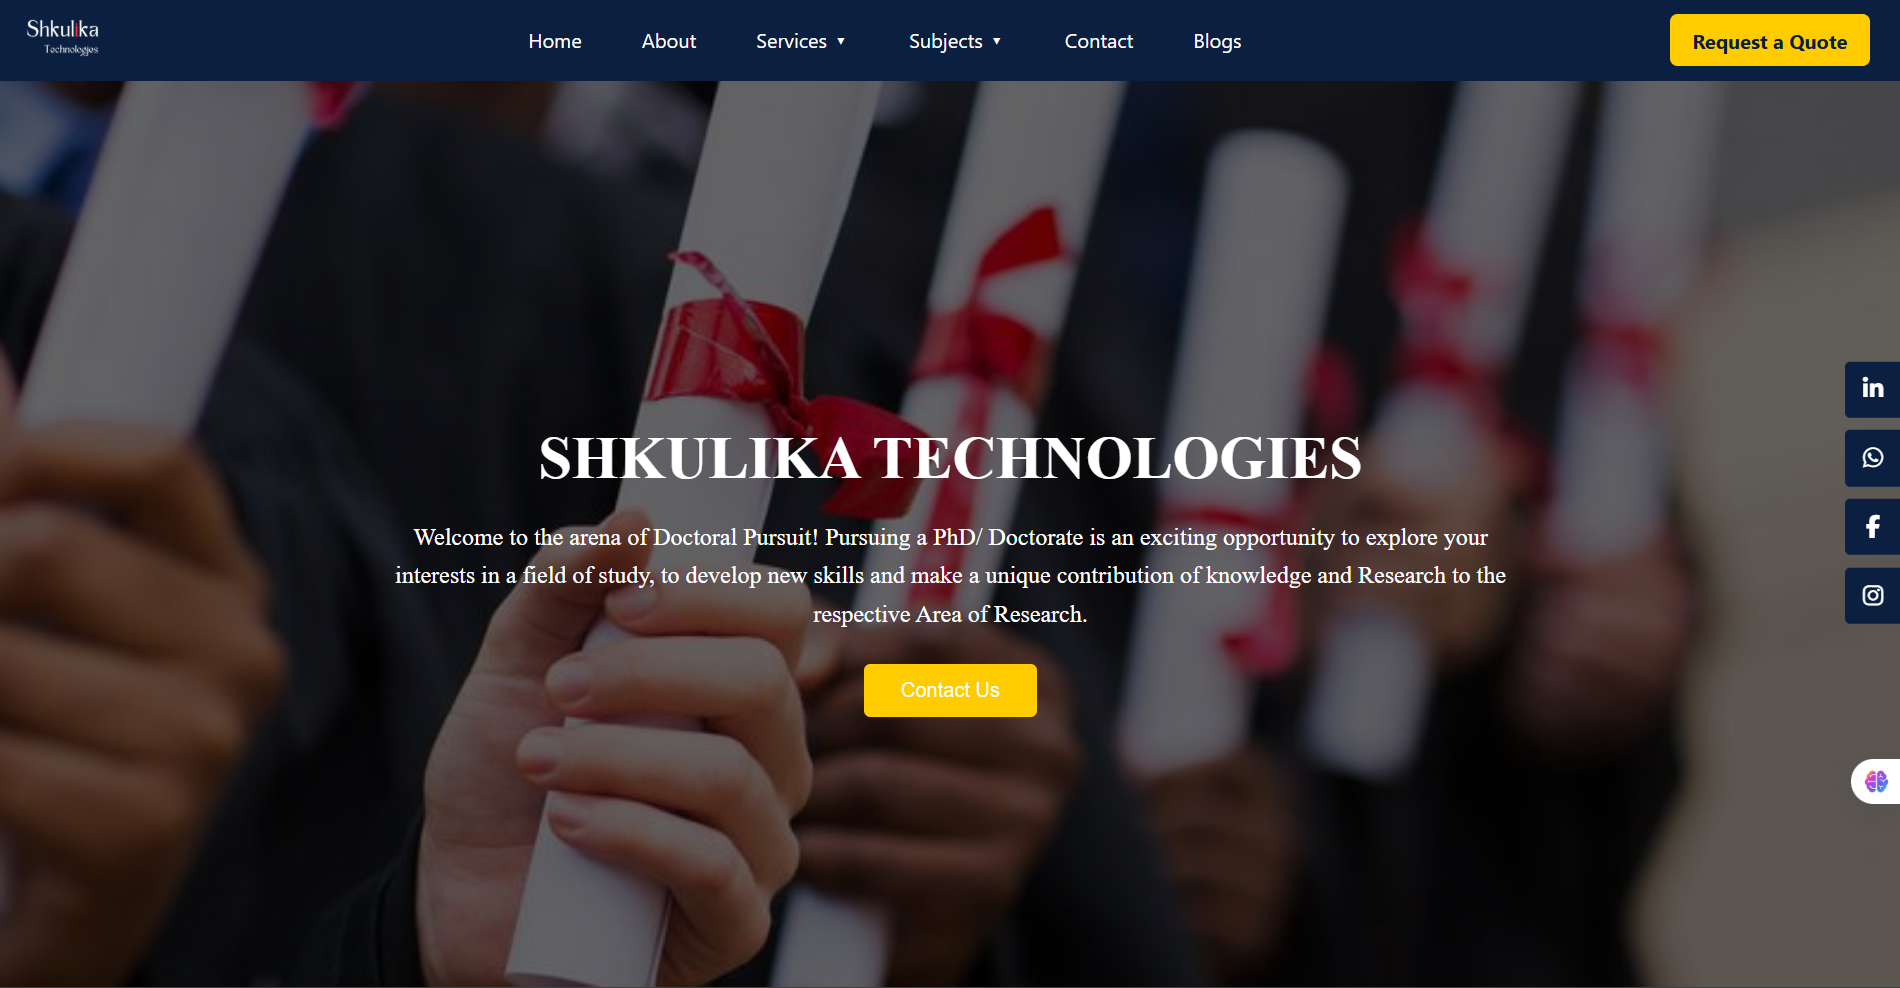 Shkulika
Technologies
Home
About
Services
Subjects
Contact
Blogs
Request a Quote
SHKULIKA TECHNOLOGIES
Welcome to the arena of Doctoral Pursuit! Pursuing a PhD/ Doctorate is an exciting opportunity to explore your
interests in a field of study, to develop new skills and make a unique contribution of knowledge and Research to the
respective Area of Research.
Contact Us